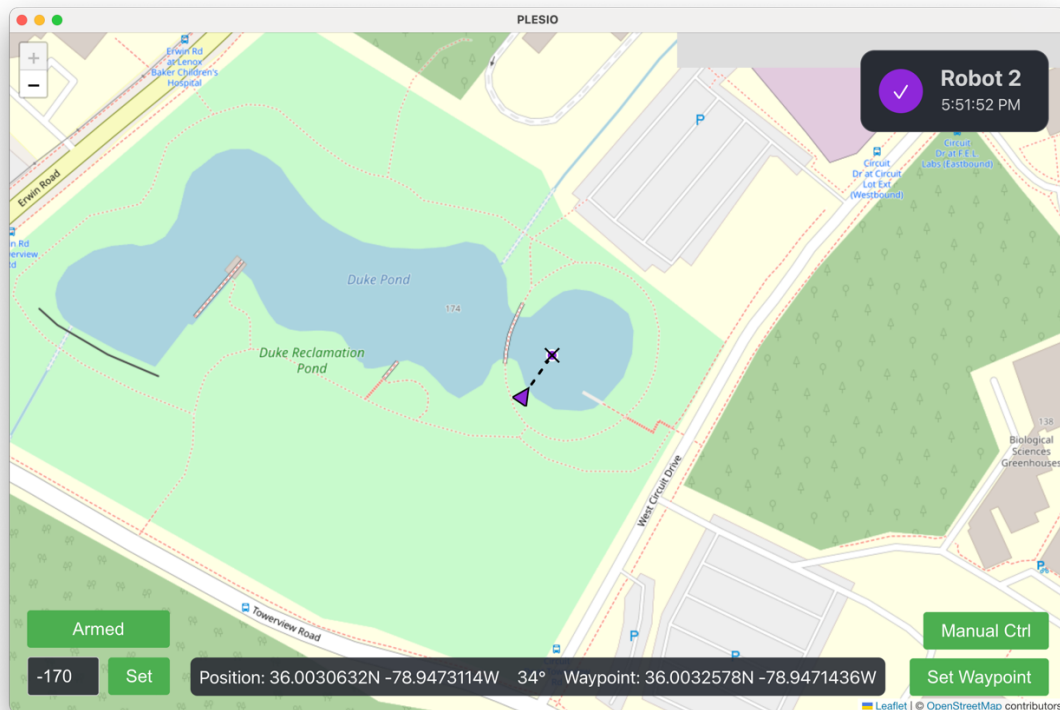 PLESIO
+
−
Erwin Rd
at Lenox
Baker Children's
Hospital
P
Robot 2
5:51:52 PM
Circuit
Dr at F.E.L
Labs (Eastbound)
Circuit
Dr at Circuit
Lot Ext
(Westbound)
Erwin Road
Duke Pond
174
Duke Reclamation
Pond
138
Biological
Sciences
Greenhouses
West Circuit Drive
P
Towerview Road
P
P
Armed
Manual Ctrl
-170
Set
Position: 36.0030632N -78.9473114W 34° Waypoint: 36.0032578N -78.9471436W
Set Waypoint
Leaflet | © OpenStreetMap contributors